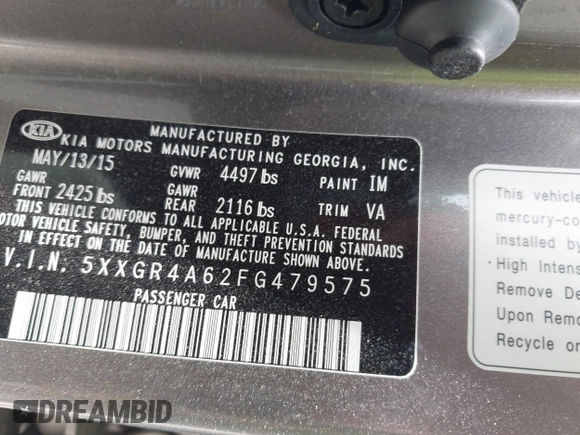 KIA
MANUFACTURED BY
KIA MOTORS MANUFACTURING GEORGIA, INC.
MAY/13/15 GVWR 4497 lbs PAINT IM
GAWR FRONT 2425 lbs GAWR REAR 2116 lbs TRIM VA
THIS VEHICLE CONFORMS TO ALL APPLICABLE U.S.A. FEDERAL
MOTOR VEHICLE SAFETY, BUMPER, AND THEFT PREVENTION STANDARDS
IN EFFECT ON THE DATE OF MANUFACTURE SHOWN ABOVE.
V.I.N. 5XXGR4A62FG479575
PASSENGER CAR
This vehicle
mercury-co
installed by
· High Intens
Remove De
Upon Remo
Recycle or
DREAMBID